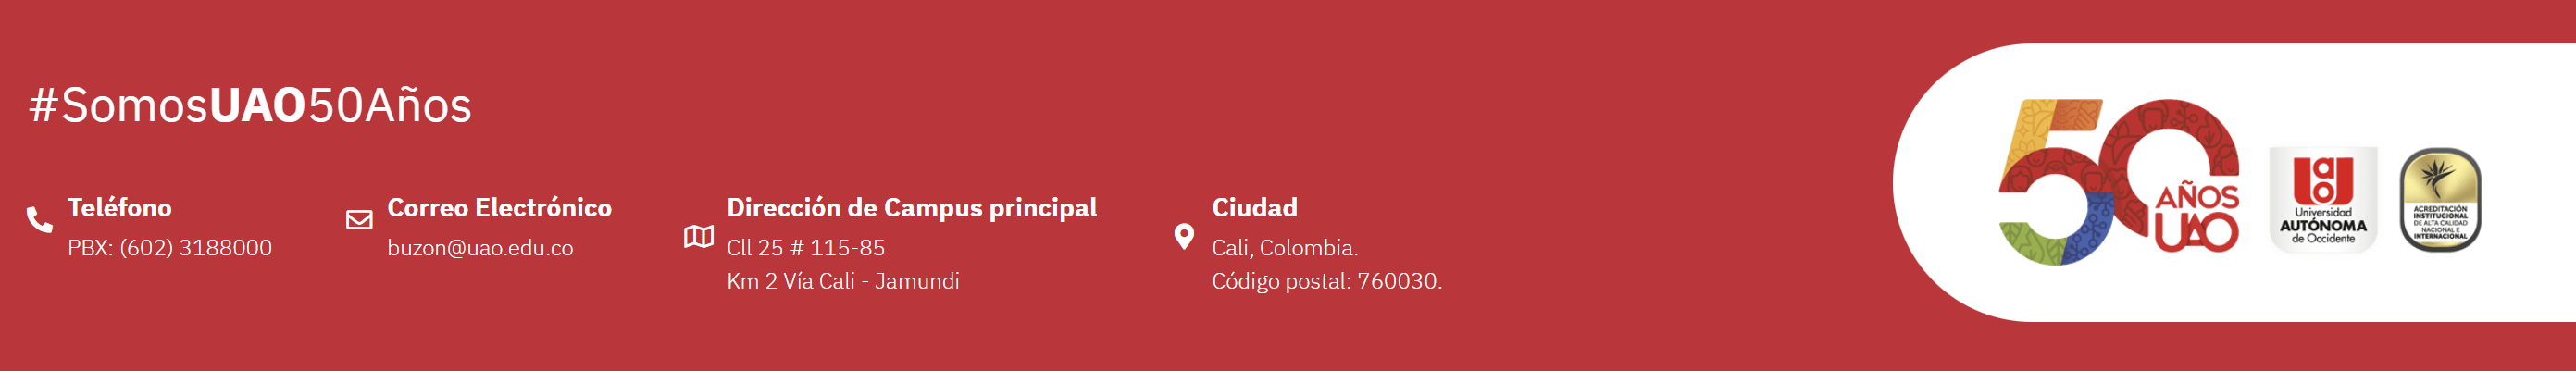 #SomosUAO50Años
Teléfono
PBX: (602) 3188000
Correo Electrónico
buzon@uao.edu.co
Dirección de Campus principal
Cll 25 # 115-85
Km 2 Vía Cali - Jamundi
Ciudad
Cali, Colombia.
Código postal: 760030.
50
AÑOS
UAO
uao
Universidad
AUTÓNOMA
de Occidente
ACREDITACIÓN
INSTITUCIONAL
DE ALTA CALIDAD
NACIONAL E
INTERNACIONAL